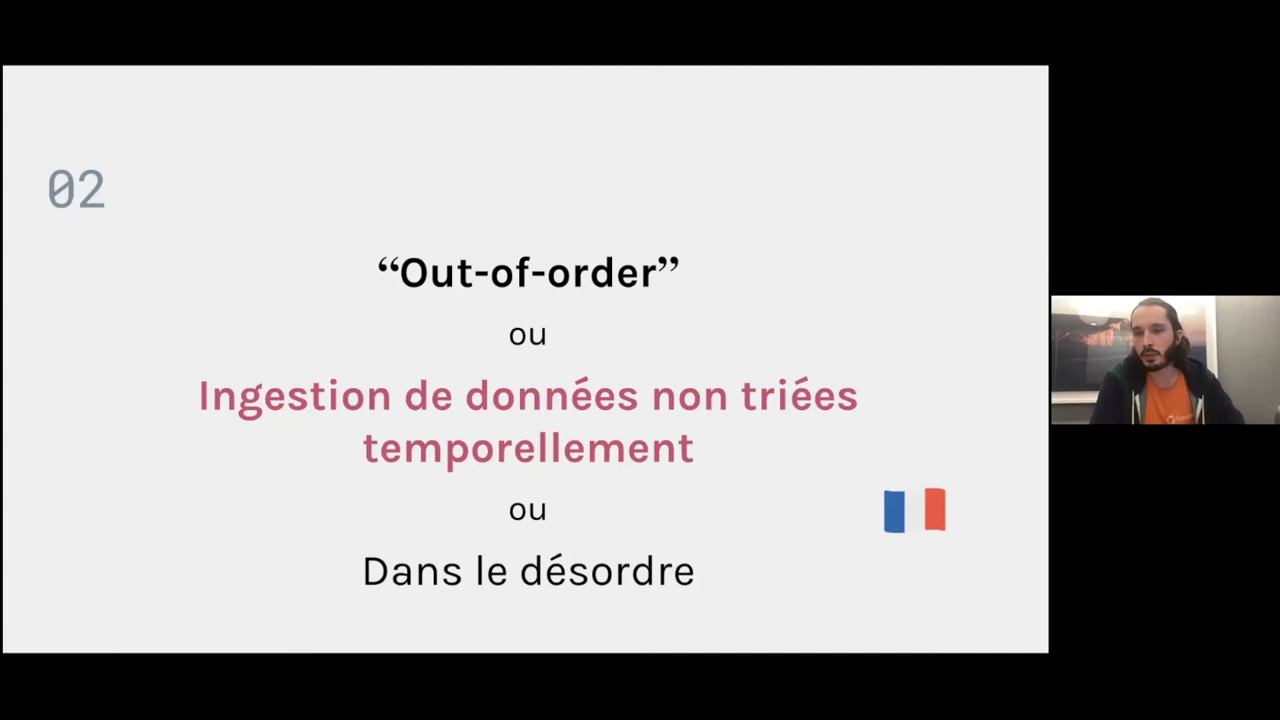 02
“Out-of-order”
ou
Ingestion de données non triées
temporellement
ou
Dans le désordre